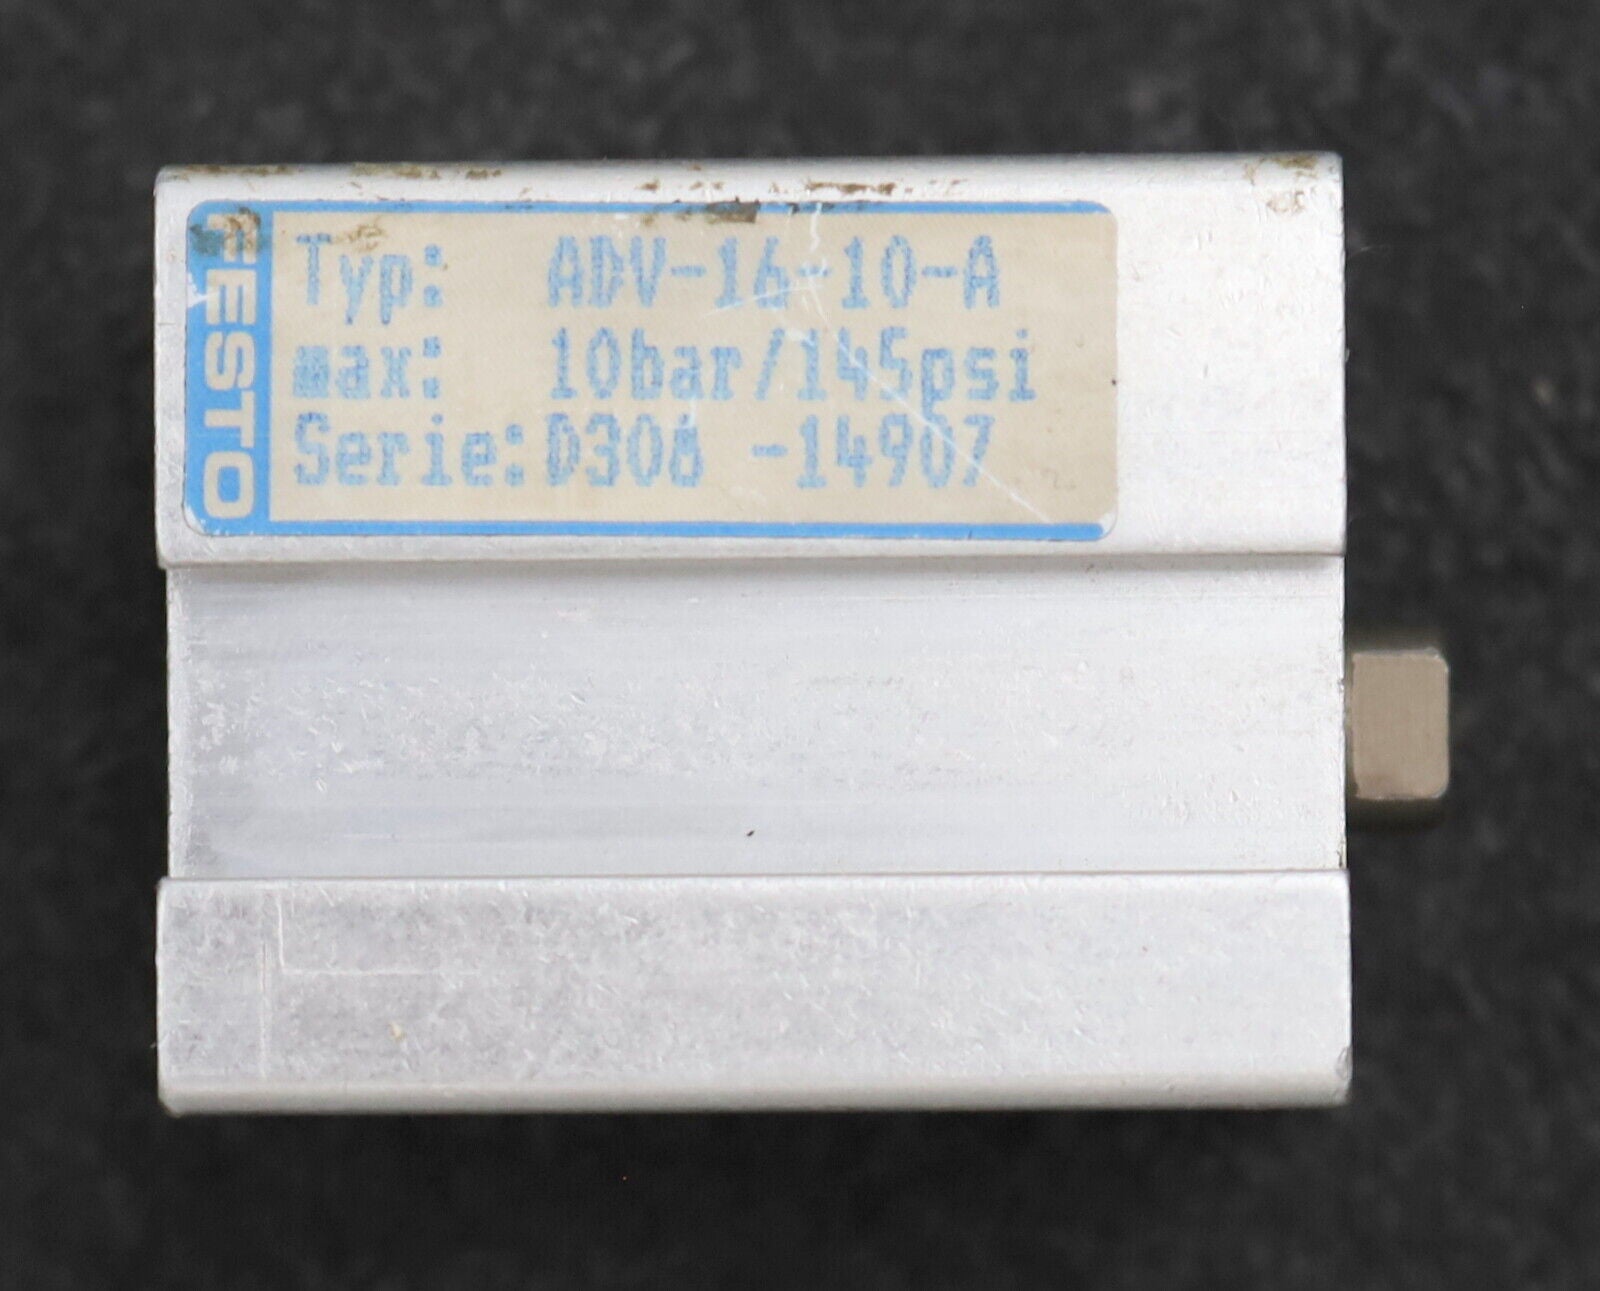 FESTO
Typ: ADV-16-10-A
max: 10bar/145psi
Serie: D308 -14907